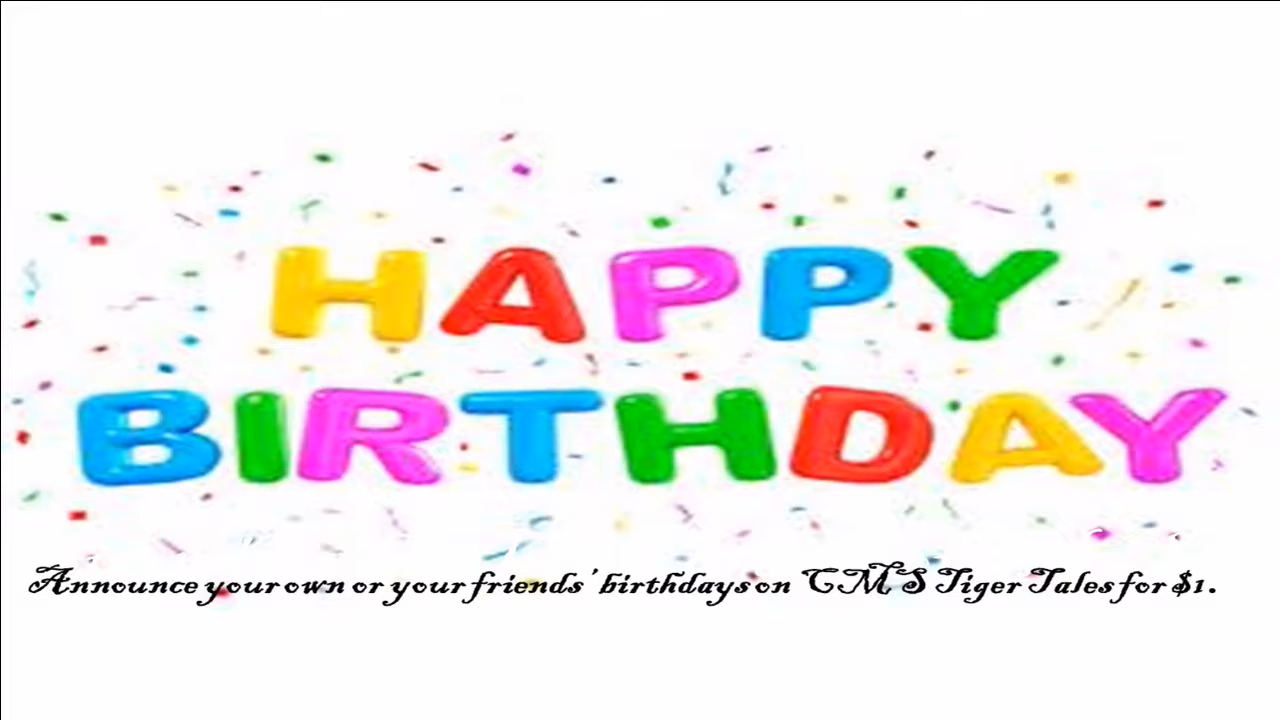 HAPPY
BIRTHDAY
Announce your own or your friends' birthdays on CMS Tiger Tales for $1.